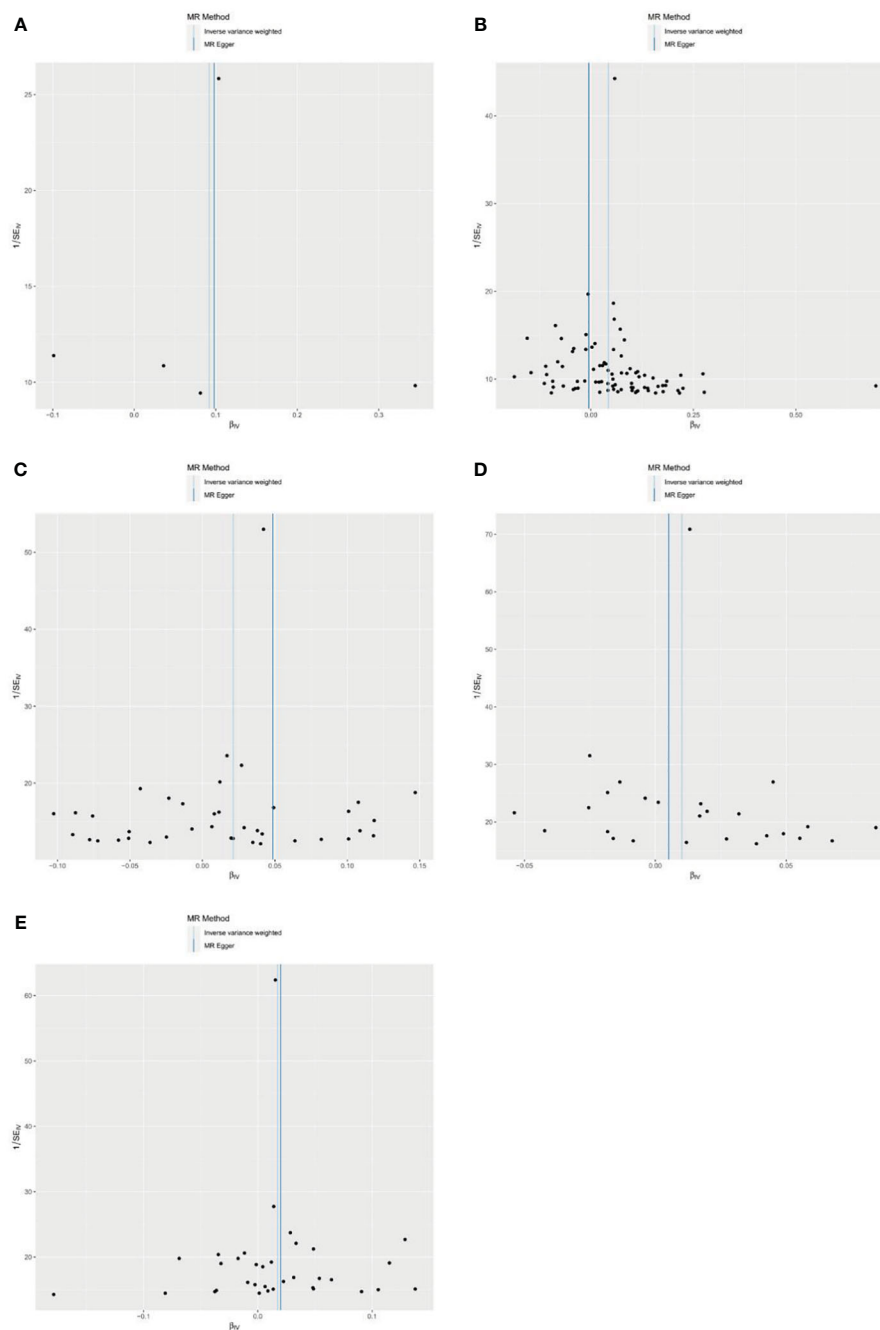 A
MR Method
Inverse variance weighted
MR Egger
25
20
15
10
1/SE_IV
−0.1 0.0 0.1 0.2 0.3
β_IV
B
MR Method
Inverse variance weighted
MR Egger
40
30
20
10
1/SE_IV
0.00 0.25 0.50
β_IV
C
MR Method
Inverse variance weighted
MR Egger
50
40
30
20
1/SE_IV
−0.10 −0.05 0.00 0.05 0.10 0.15
β_IV
D
MR Method
Inverse variance weighted
MR Egger
70
60
50
40
30
20
1/SE_IV
−0.05 0.00 0.05
β_IV
E
MR Method
Inverse variance weighted
MR Egger
60
50
40
30
20
1/SE_IV
−0.1 0.0 0.1
β_IV